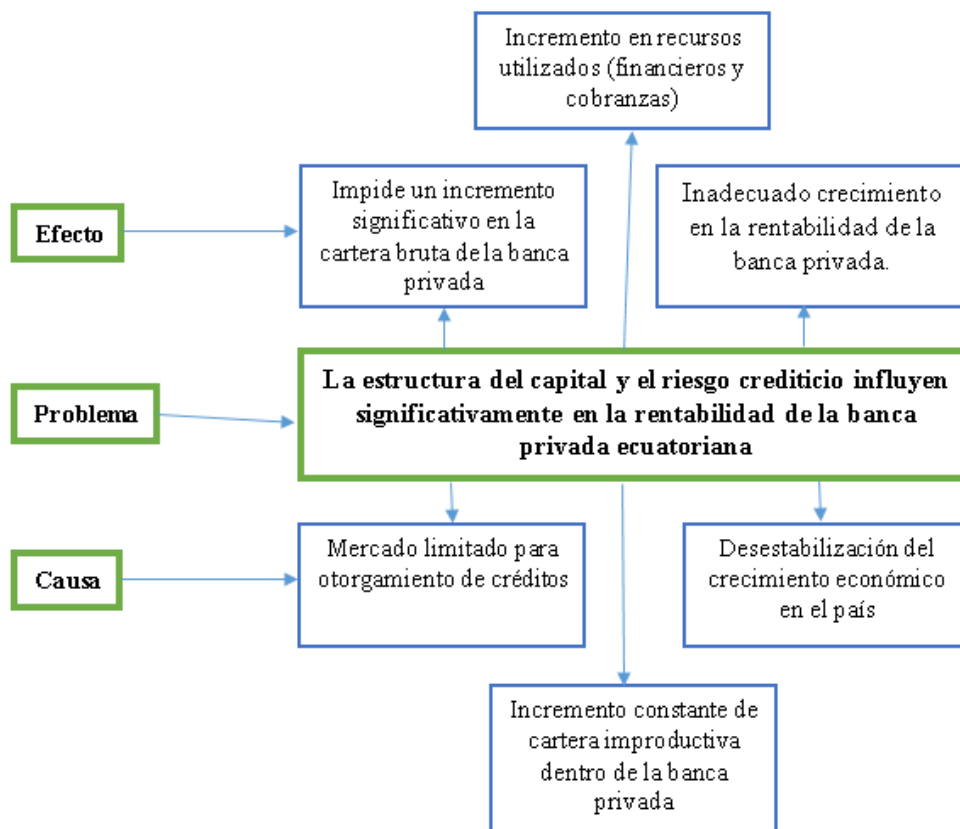 Incremento en recursos
utilizados (financieros y
cobranzas)
Impide un incremento
significativo en la
cartera bruta de la banca
privada
Inadecuado crecimiento
en la rentabilidad de la
banca privada.
Efecto
La estructura del capital y el riesgo crediticio influyen
significativamente en la rentabilidad de la banca
privada ecuatoriana
Problema
Mercado limitado para
otorgamiento de créditos
Desestabilización del
crecimiento económico
en el país
Causa
Incremento constante de
cartera improductiva
dentro de la banca
privada